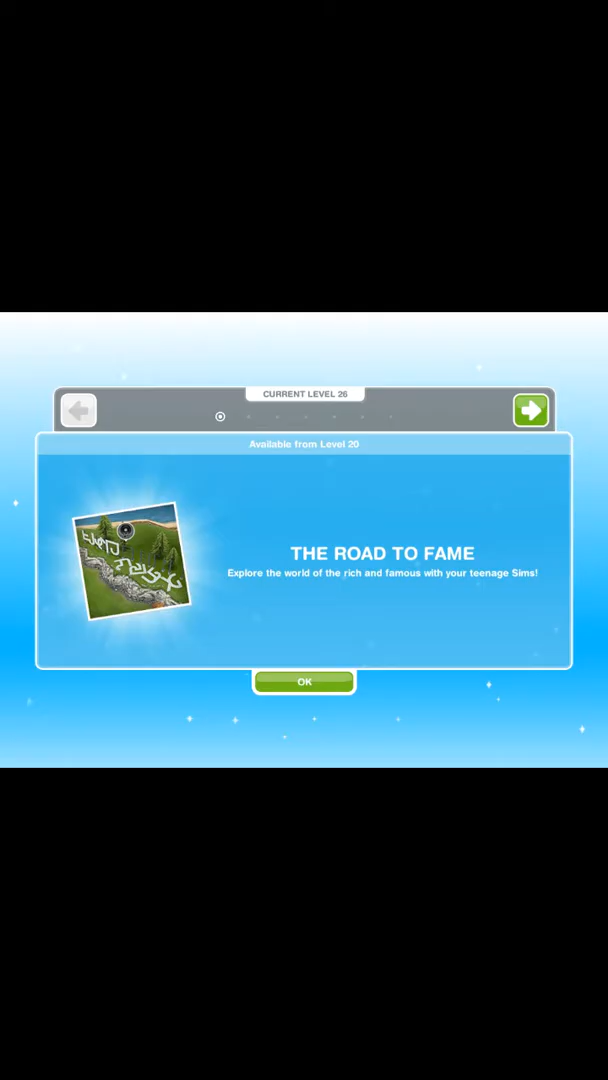 CURRENT LEVEL 26
Available from Level 20
THE ROAD TO FAME
Explore the world of the rich and famous with your teenage Sims!
OK